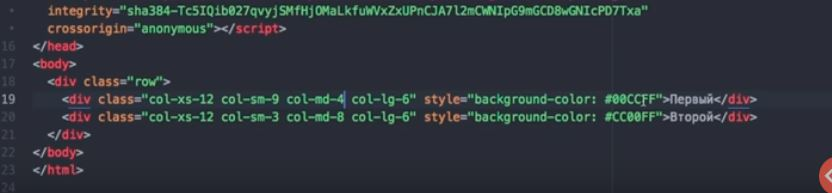 integrity="sha384-Tc5IQib027qvyjSMfHjOMaLkfuWVxZxUPnCJA7l2mCWNIpG9mGCD8wGNIcPD7Txa"
crossorigin="anonymous"></script>
16 </head>
17 <body>
18 <div class="row">
19 <div class="col-xs-12 col-sm-9 col-md-4 col-lg-6" style="background-color: #00CCFF">Первый</div>
20 <div class="col-xs-12 col-sm-3 col-md-8 col-lg-6" style="background-color: #CC00FF">Второй</div>
21 </div>
22 </body>
23 </html>
24